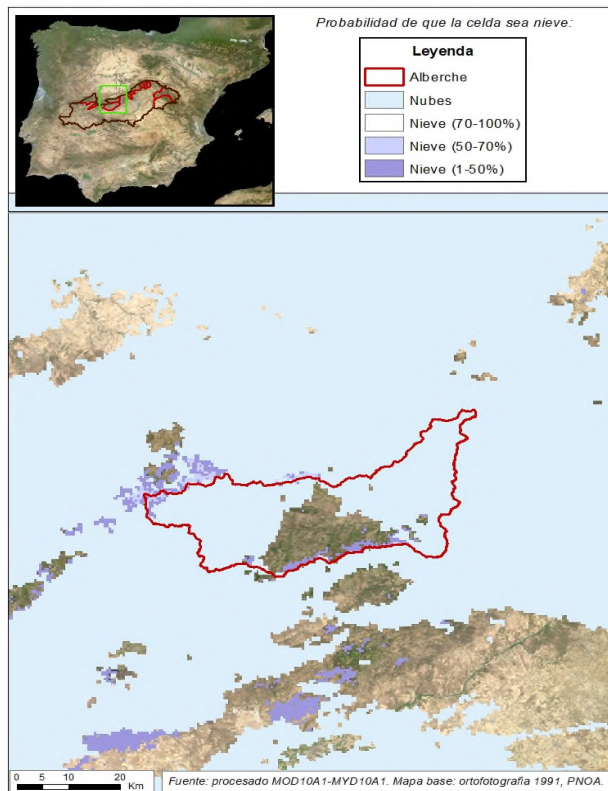 Probabilidad de que la celda sea nieve:
Leyenda
Alberche
Nubes
Nieve (70-100%)
Nieve (50-70%)
Nieve (1-50%)
0 5 10 20
Km
Fuente: procesado MOD10A1-MYD10A1. Mapa base: ortofotografia 1991, PNOA.